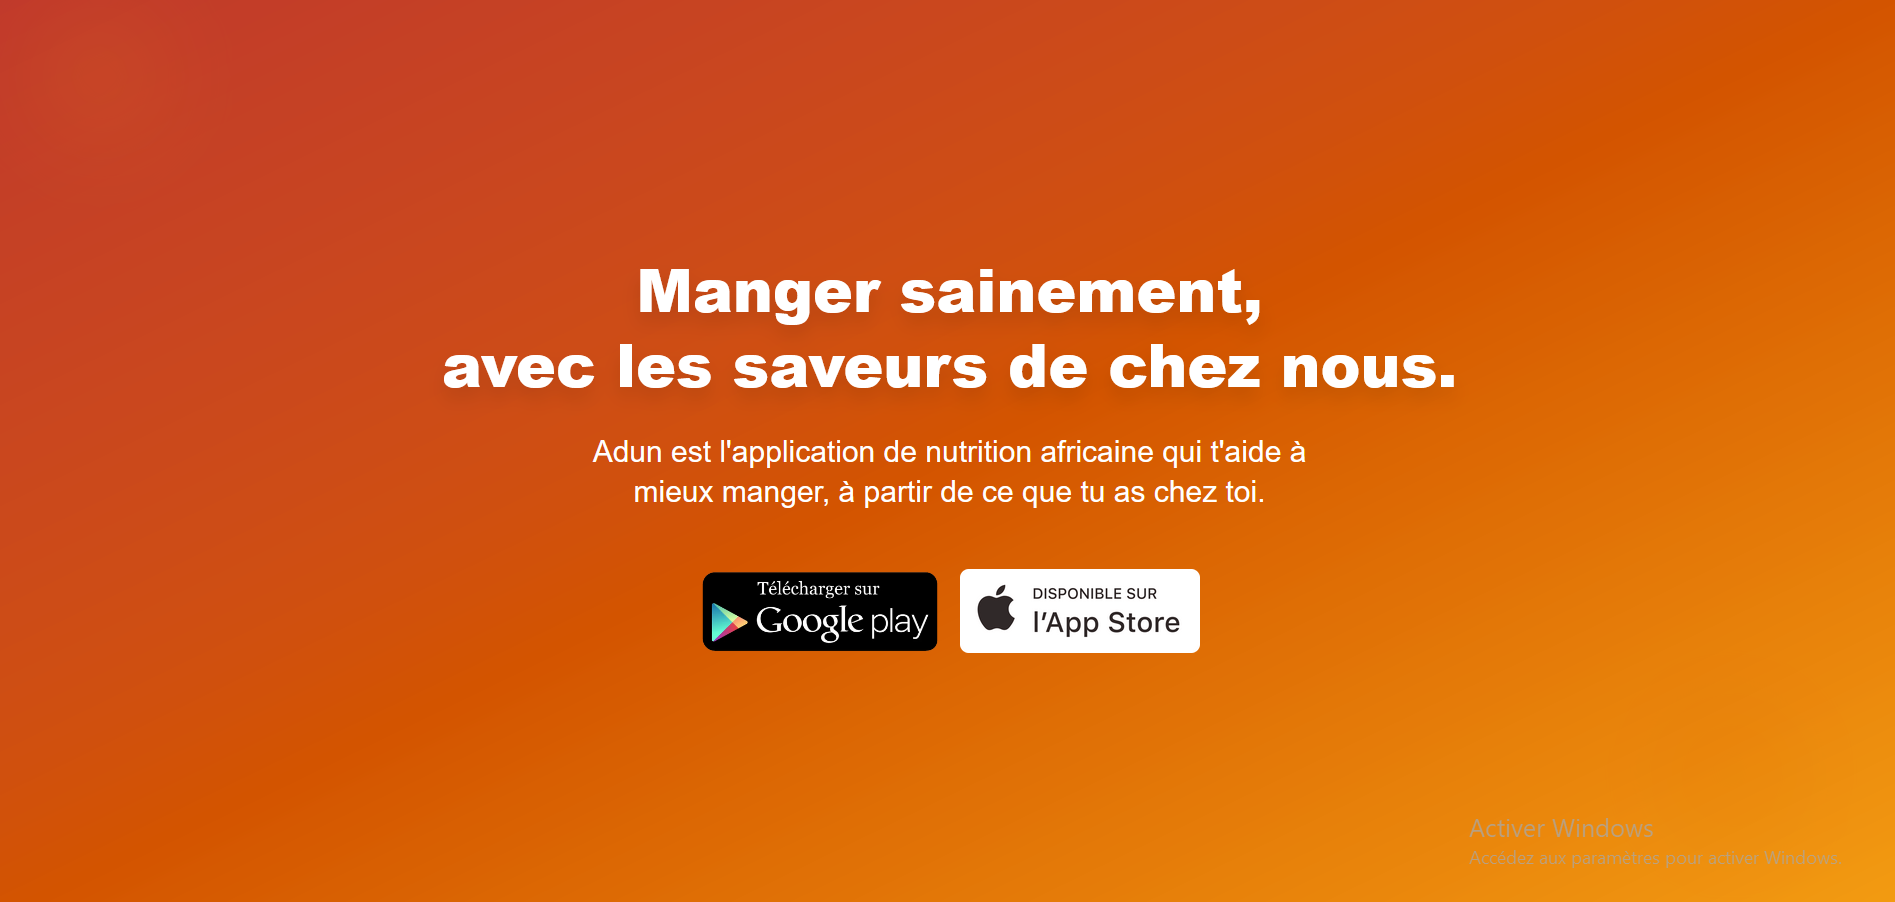 Manger sainement,
avec les saveurs de chez nous.
Adun est l'application de nutrition africaine qui t'aide à
mieux manger, à partir de ce que tu as chez toi.
Télécharger sur
Google play
DISPONIBLE SUR
l’App Store
Activer Windows
Accédez aux paramètres pour activer Windows.